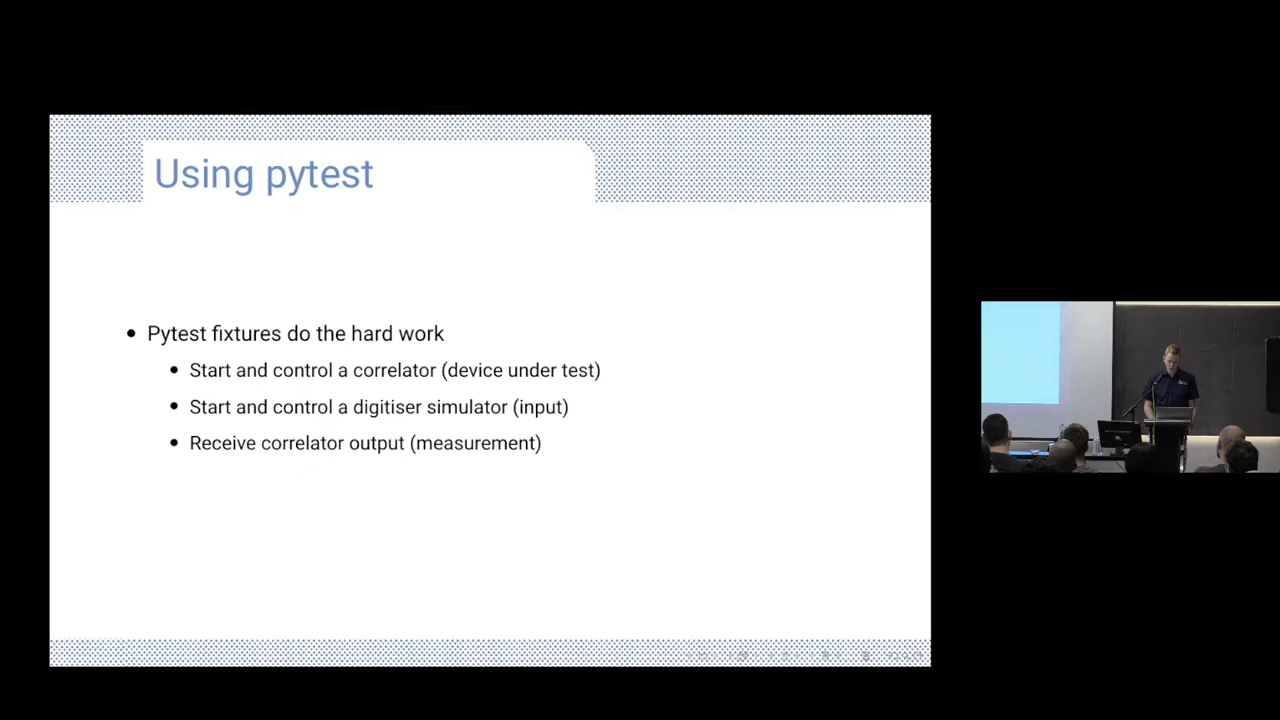 Using pytest
Pytest fixtures do the hard work
Start and control a correlator (device under test)
Start and control a digitiser simulator (input)
Receive correlator output (measurement)